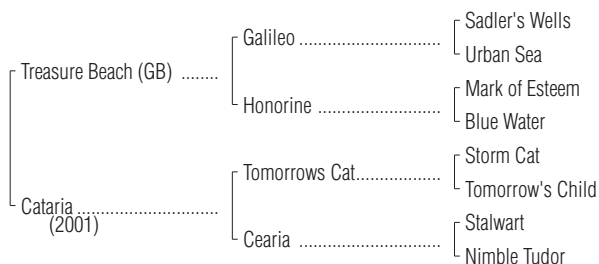 Sadler's Wells
Galileo ................................
Urban Sea
Treasure Beach (GB) ........
Mark of Esteem
Honorine ............................
Blue Water
Storm Cat
Tomorrows Cat...................
Tomorrow's Child
Cataria ................................
(2001)
Stalwart
Cearia ................................
Nimble Tudor